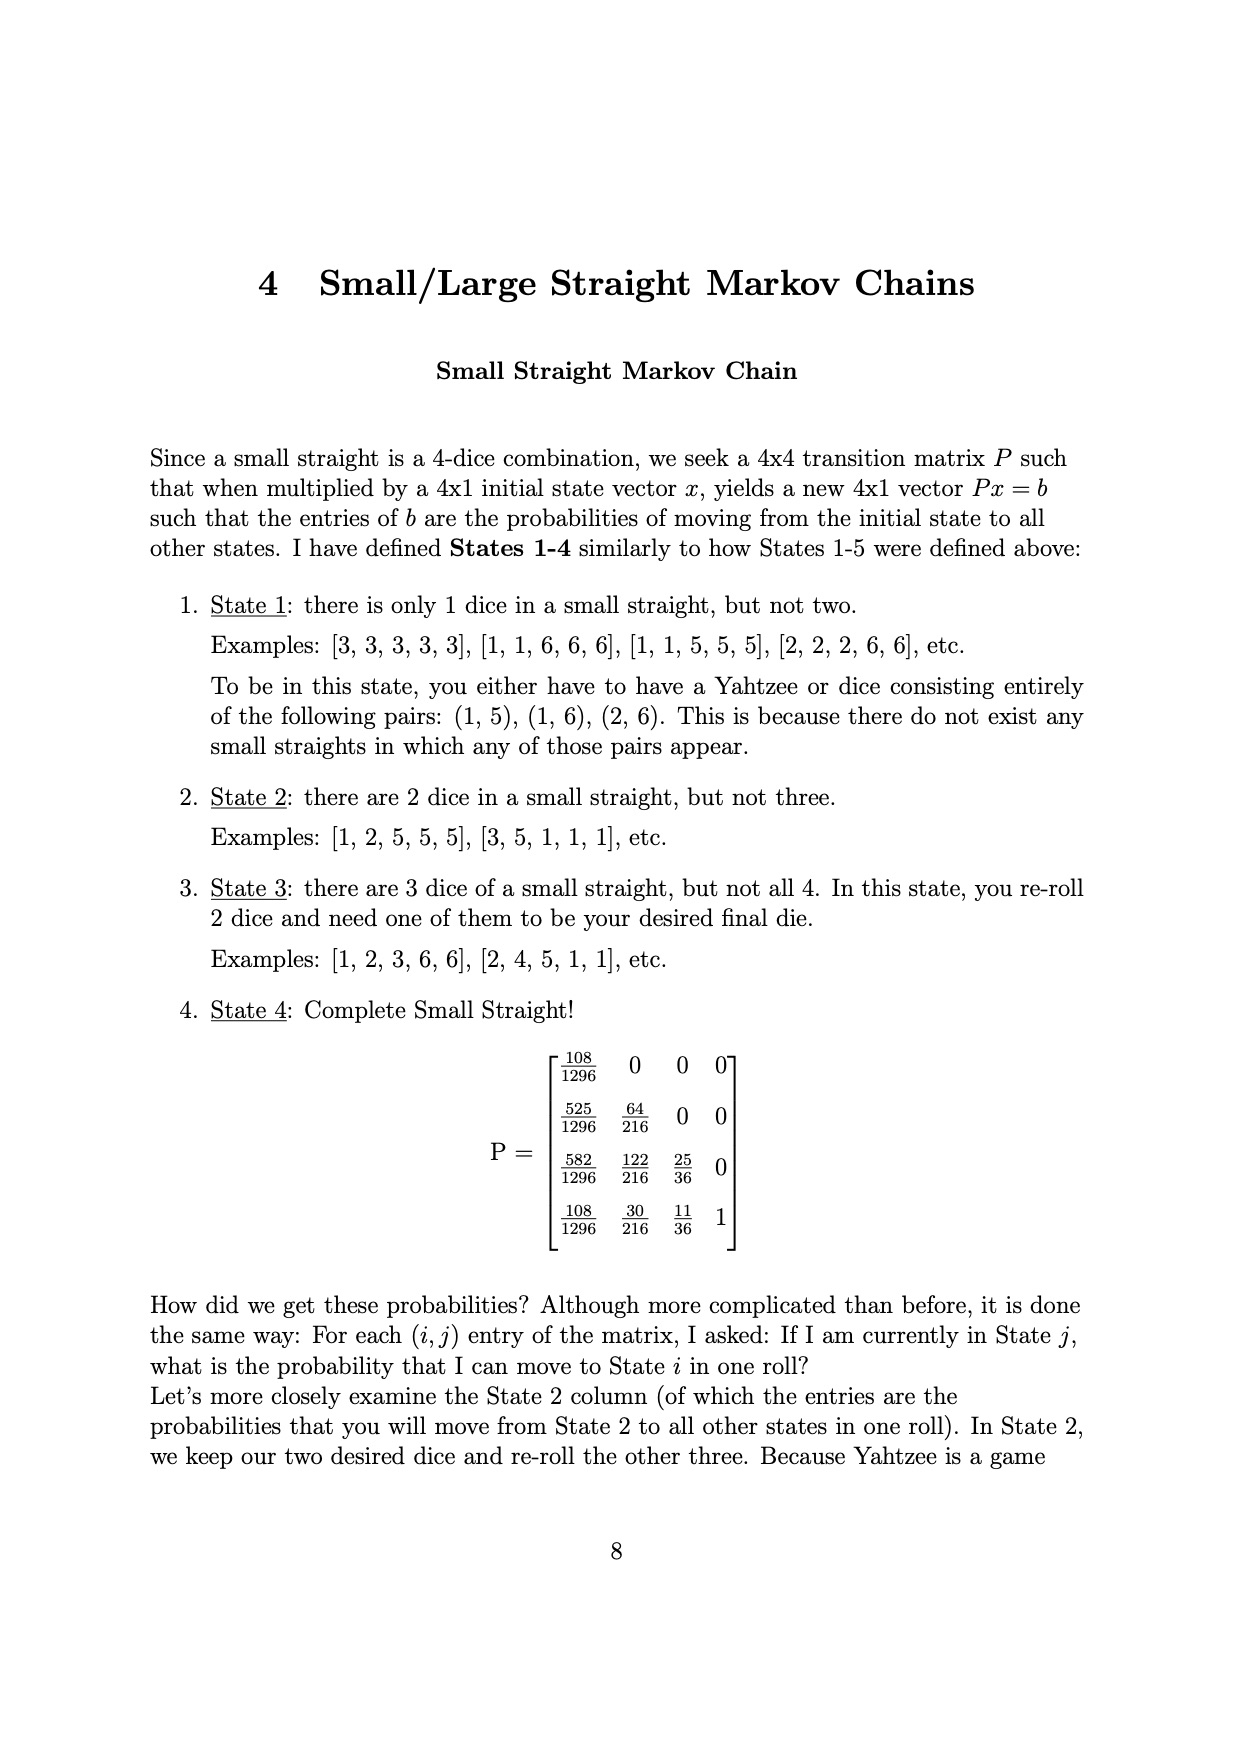 4 Small/Large Straight Markov Chains
Small Straight Markov Chain
Since a small straight is a 4-dice combination, we seek a 4x4 transition matrix P such
that when multiplied by a 4x1 initial state vector x, yields a new 4x1 vector Px = b
such that the entries of b are the probabilities of moving from the initial state to all
other states. I have defined States 1-4 similarly to how States 1-5 were defined above:
1. State 1: there is only 1 dice in a small straight, but not two.
Examples: [3, 3, 3, 3, 3], [1, 1, 6, 6, 6], [1, 1, 5, 5, 5], [2, 2, 2, 6, 6], etc.
To be in this state, you either have to have a Yahtzee or dice consisting entirely
of the following pairs: (1, 5), (1, 6), (2, 6). This is because there do not exist any
small straights in which any of those pairs appear.
2. State 2: there are 2 dice in a small straight, but not three.
Examples: [1, 2, 5, 5, 5], [3, 5, 1, 1, 1], etc.
3. State 3: there are 3 dice of a small straight, but not all 4. In this state, you re-roll
2 dice and need one of them to be your desired final die.
Examples: [1, 2, 3, 6, 6], [2, 4, 5, 1, 1], etc.
4. State 4: Complete Small Straight!
108/1296 0 0 0
525/1296 64/216 0 0
P =
582/1296 122/216 25/36 0
108/1296 30/216 11/36 1
How did we get these probabilities? Although more complicated than before, it is done
the same way: For each (i, j) entry of the matrix, I asked: If I am currently in State j,
what is the probability that I can move to State i in one roll?
Let's more closely examine the State 2 column (of which the entries are the
probabilities that you will move from State 2 to all other states in one roll). In State 2,
we keep our two desired dice and re-roll the other three. Because Yahtzee is a game
8